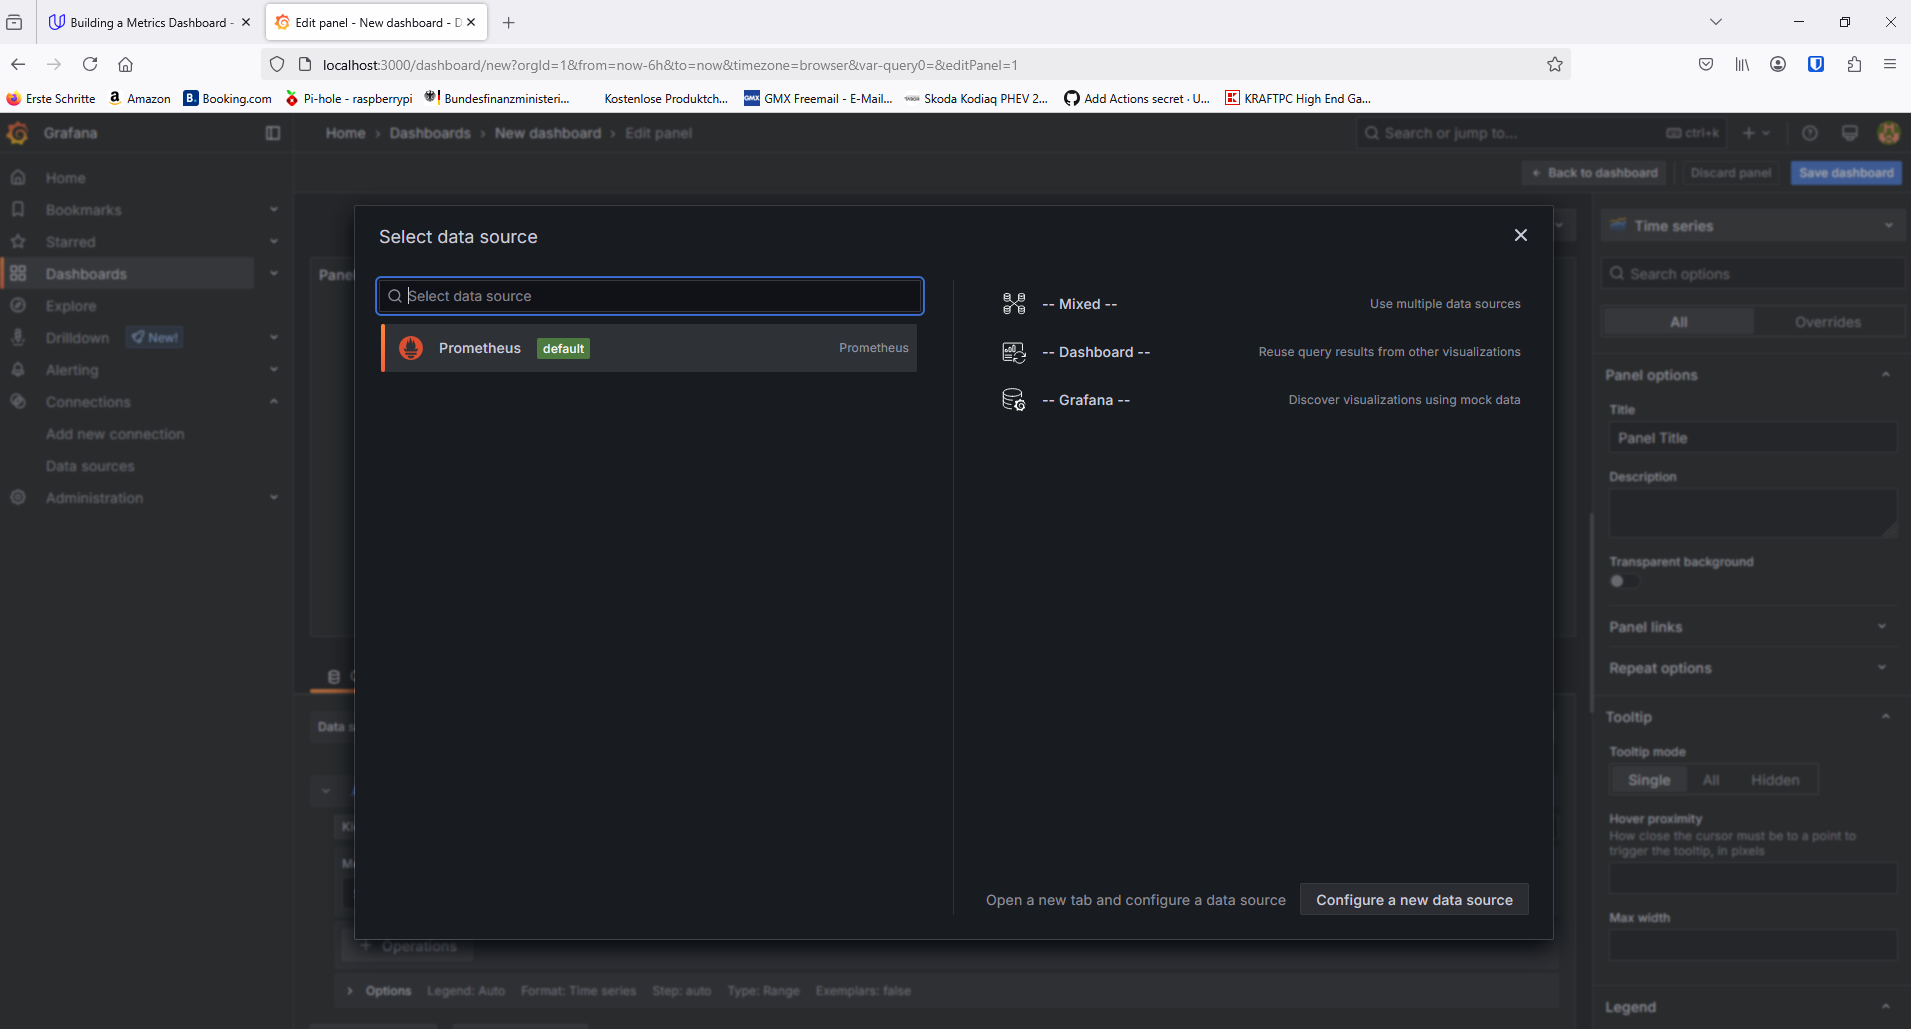 Building a Metrics Dashboard -
Edit panel - New dashboard - D
localhost:3000/dashboard/new?orgId=1&from=now-6h&to=now&timezone=browser&var-query0=&editPanel=1
Erste Schritte
Amazon
Booking.com
Pi-hole - raspberrypi
Bundesfinanzministeri...
Kostenlose Produktch...
GMX Freemail - E-Mail...
Skoda Kodiaq PHEV 2...
Add Actions secret · U...
KRAFTPC High End Ga...
Grafana
Home › Dashboards › New dashboard › Edit panel
Search or jump to...
ctrl+k
Back to dashboard
Discard panel
Save dashboard
Home
Bookmarks
Starred
Dashboards
Explore
Drilldown
New!
Alerting
Connections
Add new connection
Data sources
Administration
Select data source
Select data source
Prometheus
default
Prometheus
-- Mixed --
Use multiple data sources
-- Dashboard --
Reuse query results from other visualizations
-- Grafana --
Discover visualizations using mock data
Open a new tab and configure a data source
Configure a new data source
Operations
Options
Legend: Auto
Format: Time series
Step: auto
Type: Range
Exemplars: false
Time series
Search options
All
Overrides
Panel options
Title
Panel Title
Description
Transparent background
Panel links
Repeat options
Tooltip
Tooltip mode
Single
All
Hidden
Hover proximity
How close the cursor must be to a point to
trigger the tooltip, in pixels
Max width
Legend